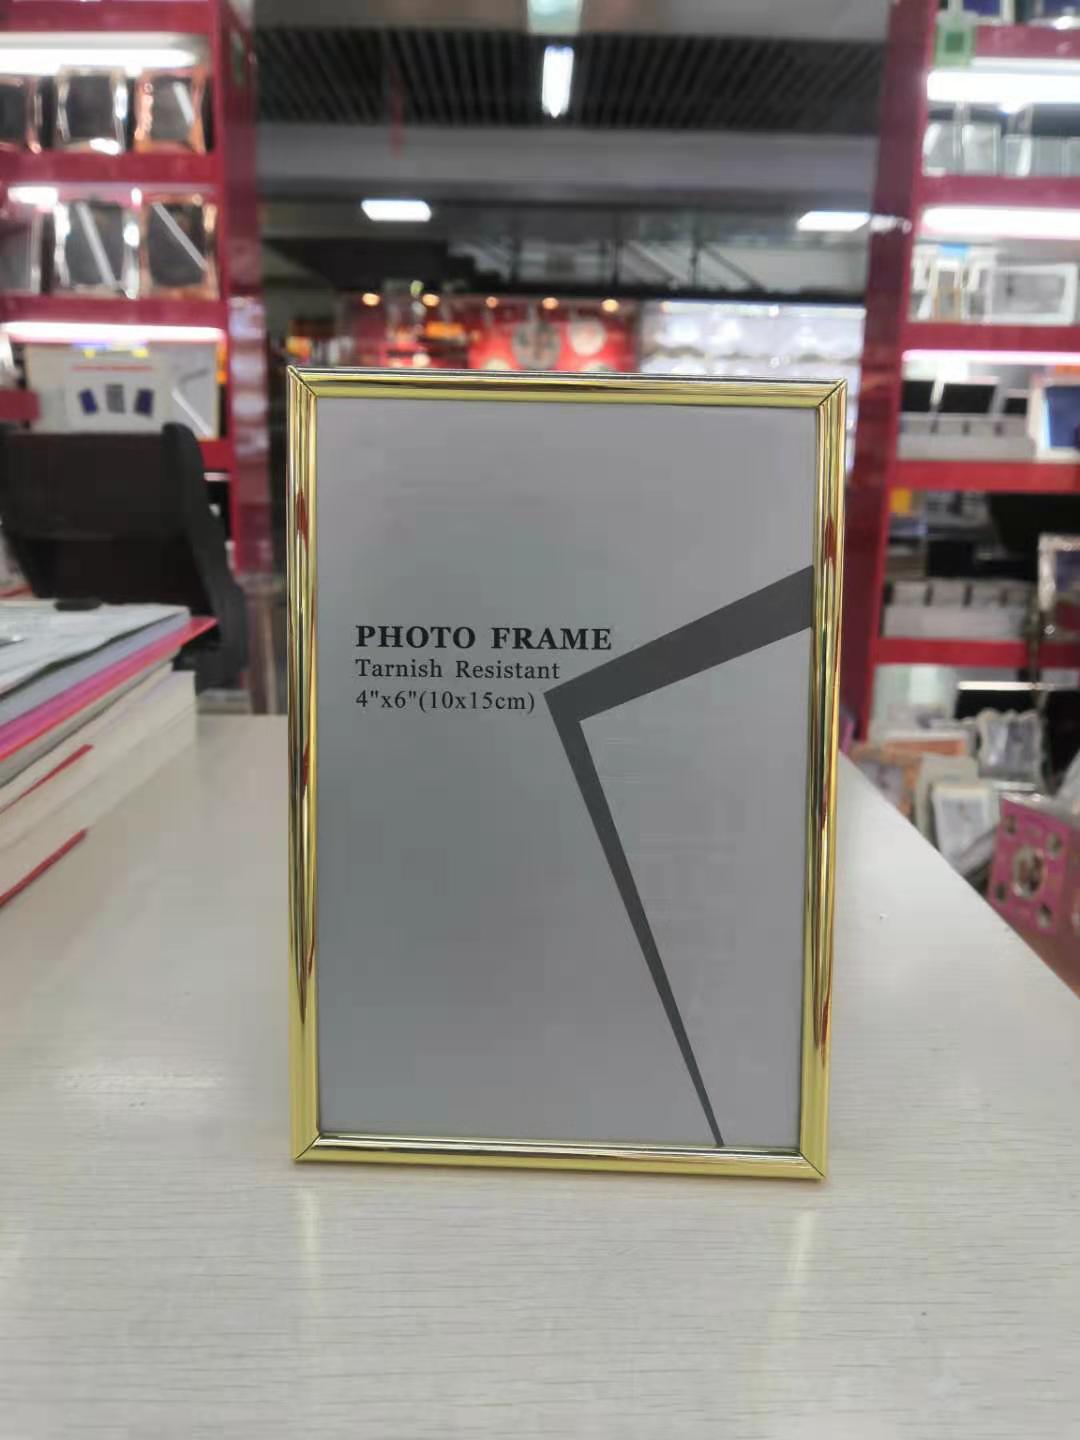 PHOTO FRAME
Tarnish Resistant
4"x6"(10x15cm)